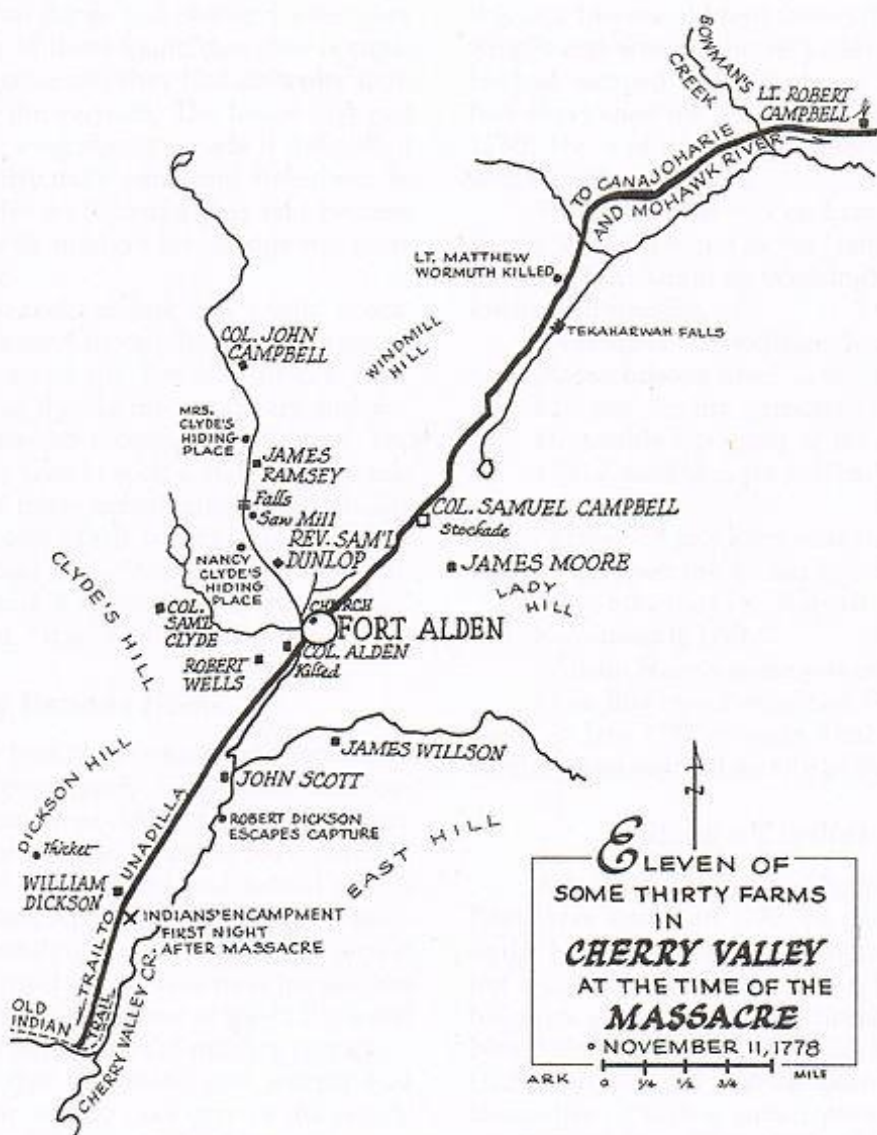 BOWMAN'S
CREEK
LT. ROBERT
CAMPBELL
TO CANAJOHARIE
AND MOHAWK RIVER
LT. MATTHEW
WORMUTH KILLED
TEKAHARWAH FALLS
WINDMILL
HILL
COL. JOHN
CAMPBELL
MRS.
CLYDE'S
HIDING
PLACE
JAMES
RAMSEY
Falls
Saw Mill
REV. SAM'L
DUNLOP
NANCY
CLYDE'S
HIDING
PLACE
COL. SAMUEL CAMPBELL
Stockade
JAMES MOORE
LADY
HILL
CLYDE'S HILL
COL.
SAML
CLYDE
CHURCH
FORT ALDEN
COL. ALDEN
Killed
ROBERT
WELLS
JAMES WILLSON
JOHN SCOTT
ROBERT DICKSON
ESCAPES CAPTURE
DICKSON HILL
Thicket
EAST HILL
WILLIAM
DICKSON
INDIANS' ENCAMPMENT
FIRST NIGHT
AFTER MASSACRE
TRAIL TO UNADILLA
OLD
INDIAN
TRAIL
CHERRY VALLEY CR.
N
ELEVEN OF
SOME THIRTY FARMS
IN
CHERRY VALLEY
AT THE TIME OF THE
MASSACRE
• NOVEMBER 11, 1778
ARK 0 1/4 1/2 3/4 MILE